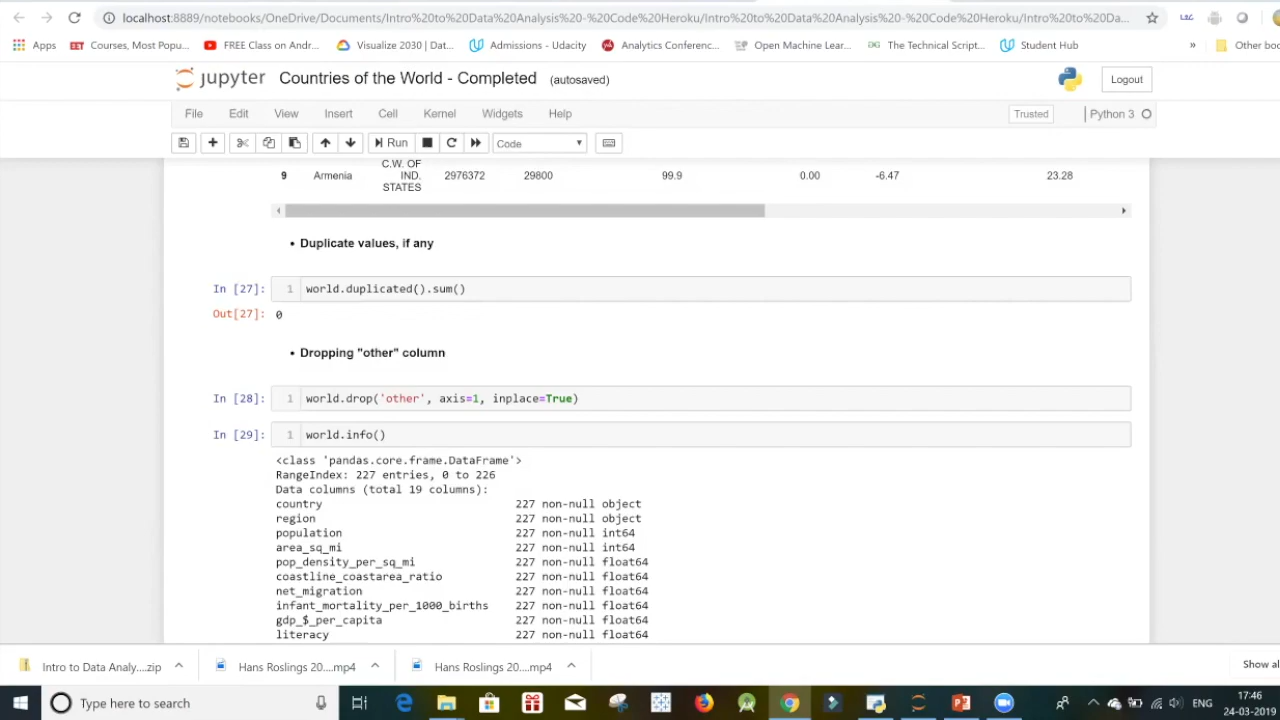 localhost:8889/notebooks/OneDrive/Documents/Intro%20to%20Data%20Analysis%20-%20Code%20Heroku/Intro%20to%20Data%20Analysis%20-%20Code%20Heroku/Intro%20to%20Da...
Apps Courses, Most Popu... FREE Class on Andr... Visualize 2030 | Dat... Admissions - Udacity Analytics Conferenc... Open Machine Lear... The Technical Script... Student Hub » Other boo
jupyter Countries of the World - Completed (autosaved) Logout
File Edit View Insert Cell Kernel Widgets Help Trusted Python 3
Run Code
C.W. OF
9 Armenia IND. 2976372 29800 99.9 0.00 -6.47 23.28
STATES
• Duplicate values, if any
In [27]: 1 world.duplicated().sum()
Out[27]: 0
• Dropping "other" column
In [28]: 1 world.drop('other', axis=1, inplace=True)
In [29]: 1 world.info()
<class 'pandas.core.frame.DataFrame'>
RangeIndex: 227 entries, 0 to 226
Data columns (total 19 columns):
country 227 non-null object
region 227 non-null object
population 227 non-null int64
area_sq_mi 227 non-null int64
pop_density_per_sq_mi 227 non-null float64
coastline_coastarea_ratio 227 non-null float64
net_migration 227 non-null float64
infant_mortality_per_1000_births 227 non-null float64
gdp_$_per_capita 227 non-null float64
literacy 227 non-null float64
Intro to Data Analy....zip Hans Roslings 20....mp4 Hans Roslings 20....mp4 Show al
Type here to search ENG 17:46
24-03-2019